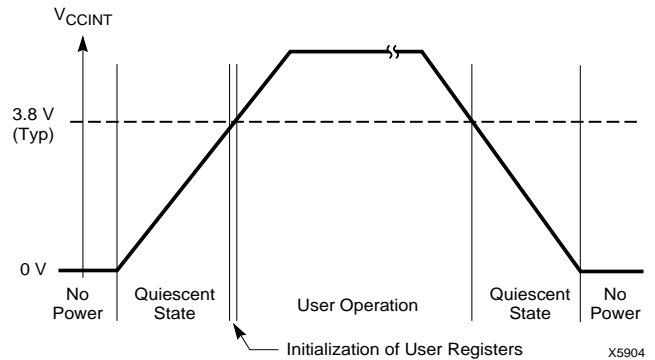 VCCINT
3.8 V
(Typ)
0 V
No
Power
Quiescent
State
User Operation
Quiescent
State
No
Power
Initialization of User Registers
X5904